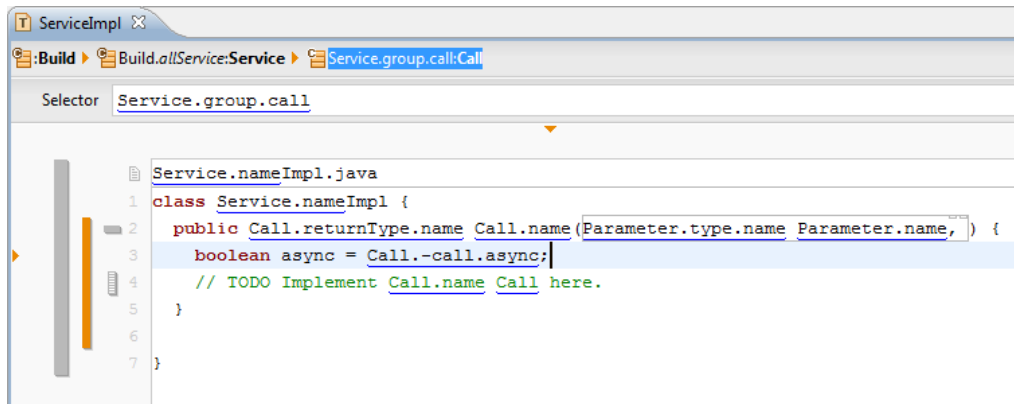 ServiceImpl
:Build Build.allService:Service Service.group.call:Call
Selector Service.group.call
Service.nameImpl.java
1 class Service.nameImpl {
2 public Call.returnType.name Call.name(Parameter.type.name Parameter.name, ) {
3 boolean async = Call.-call.async;
4 // TODO Implement Call.name Call here.
5 }
6
7 }